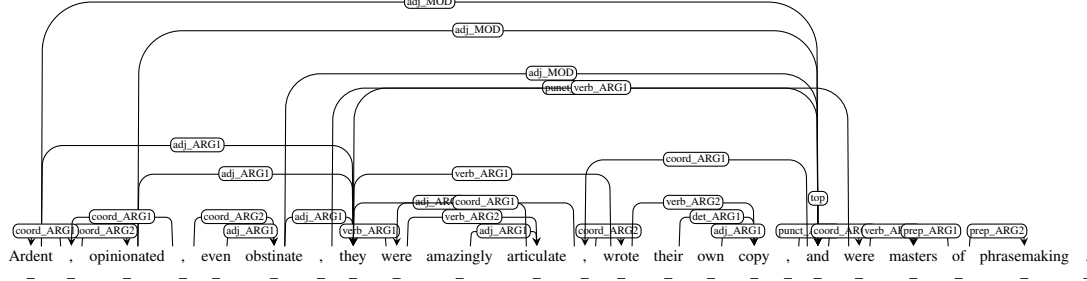 adj_MOD
adj_MOD
adj_MOD
verb_ARG1
adj_ARG1
coord_ARG1
adj_ARG1
verb_ARG1
coord_ARG1
verb_ARG2
top
coord_ARG1
coord_ARG2
adj_ARG1
verb_ARG2
det_ARG1
coord_ARG1
adj_ARG1
verb_ARG1
adj_ARG1
coord_ARG2
adj_ARG1
prep_ARG1
prep_ARG2
Ardent , opinionated , even obstinate , they were amazingly articulate , wrote their own copy , and were masters of phrasemaking .